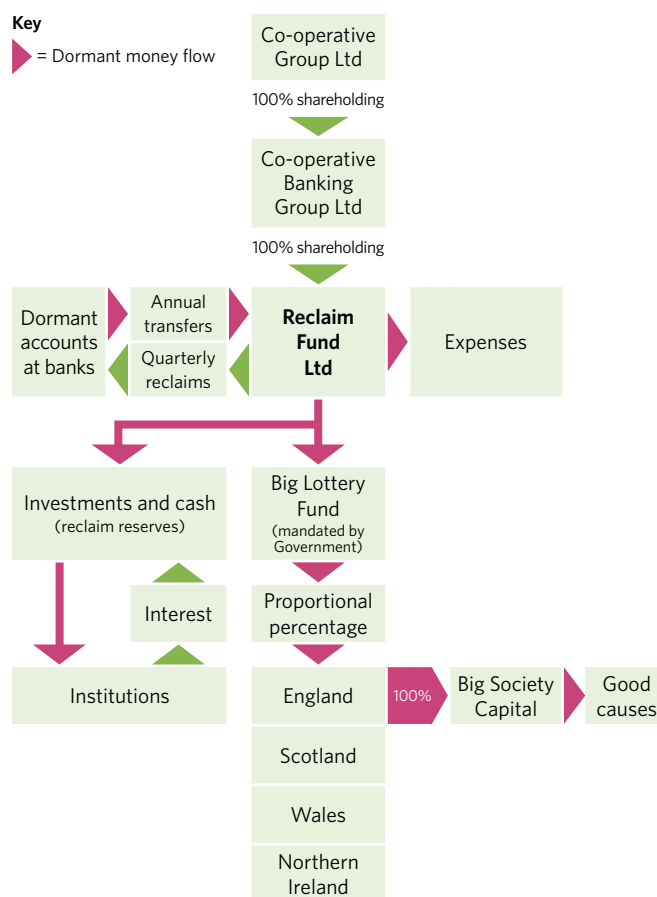 Key
= Dormant money flow
Co-operative
Group Ltd
100% shareholding
Co-operative
Banking
Group Ltd
100% shareholding
Dormant
accounts
at banks
Annual
transfers
Quarterly
reclaims
Reclaim
Fund
Ltd
Expenses
Investments and cash
(reclaim reserves)
Big Lottery
Fund
(mandated by
Government)
Interest
Proportional
percentage
Institutions
England
100%
Big Society
Capital
Good
causes
Scotland
Wales
Northern
Ireland